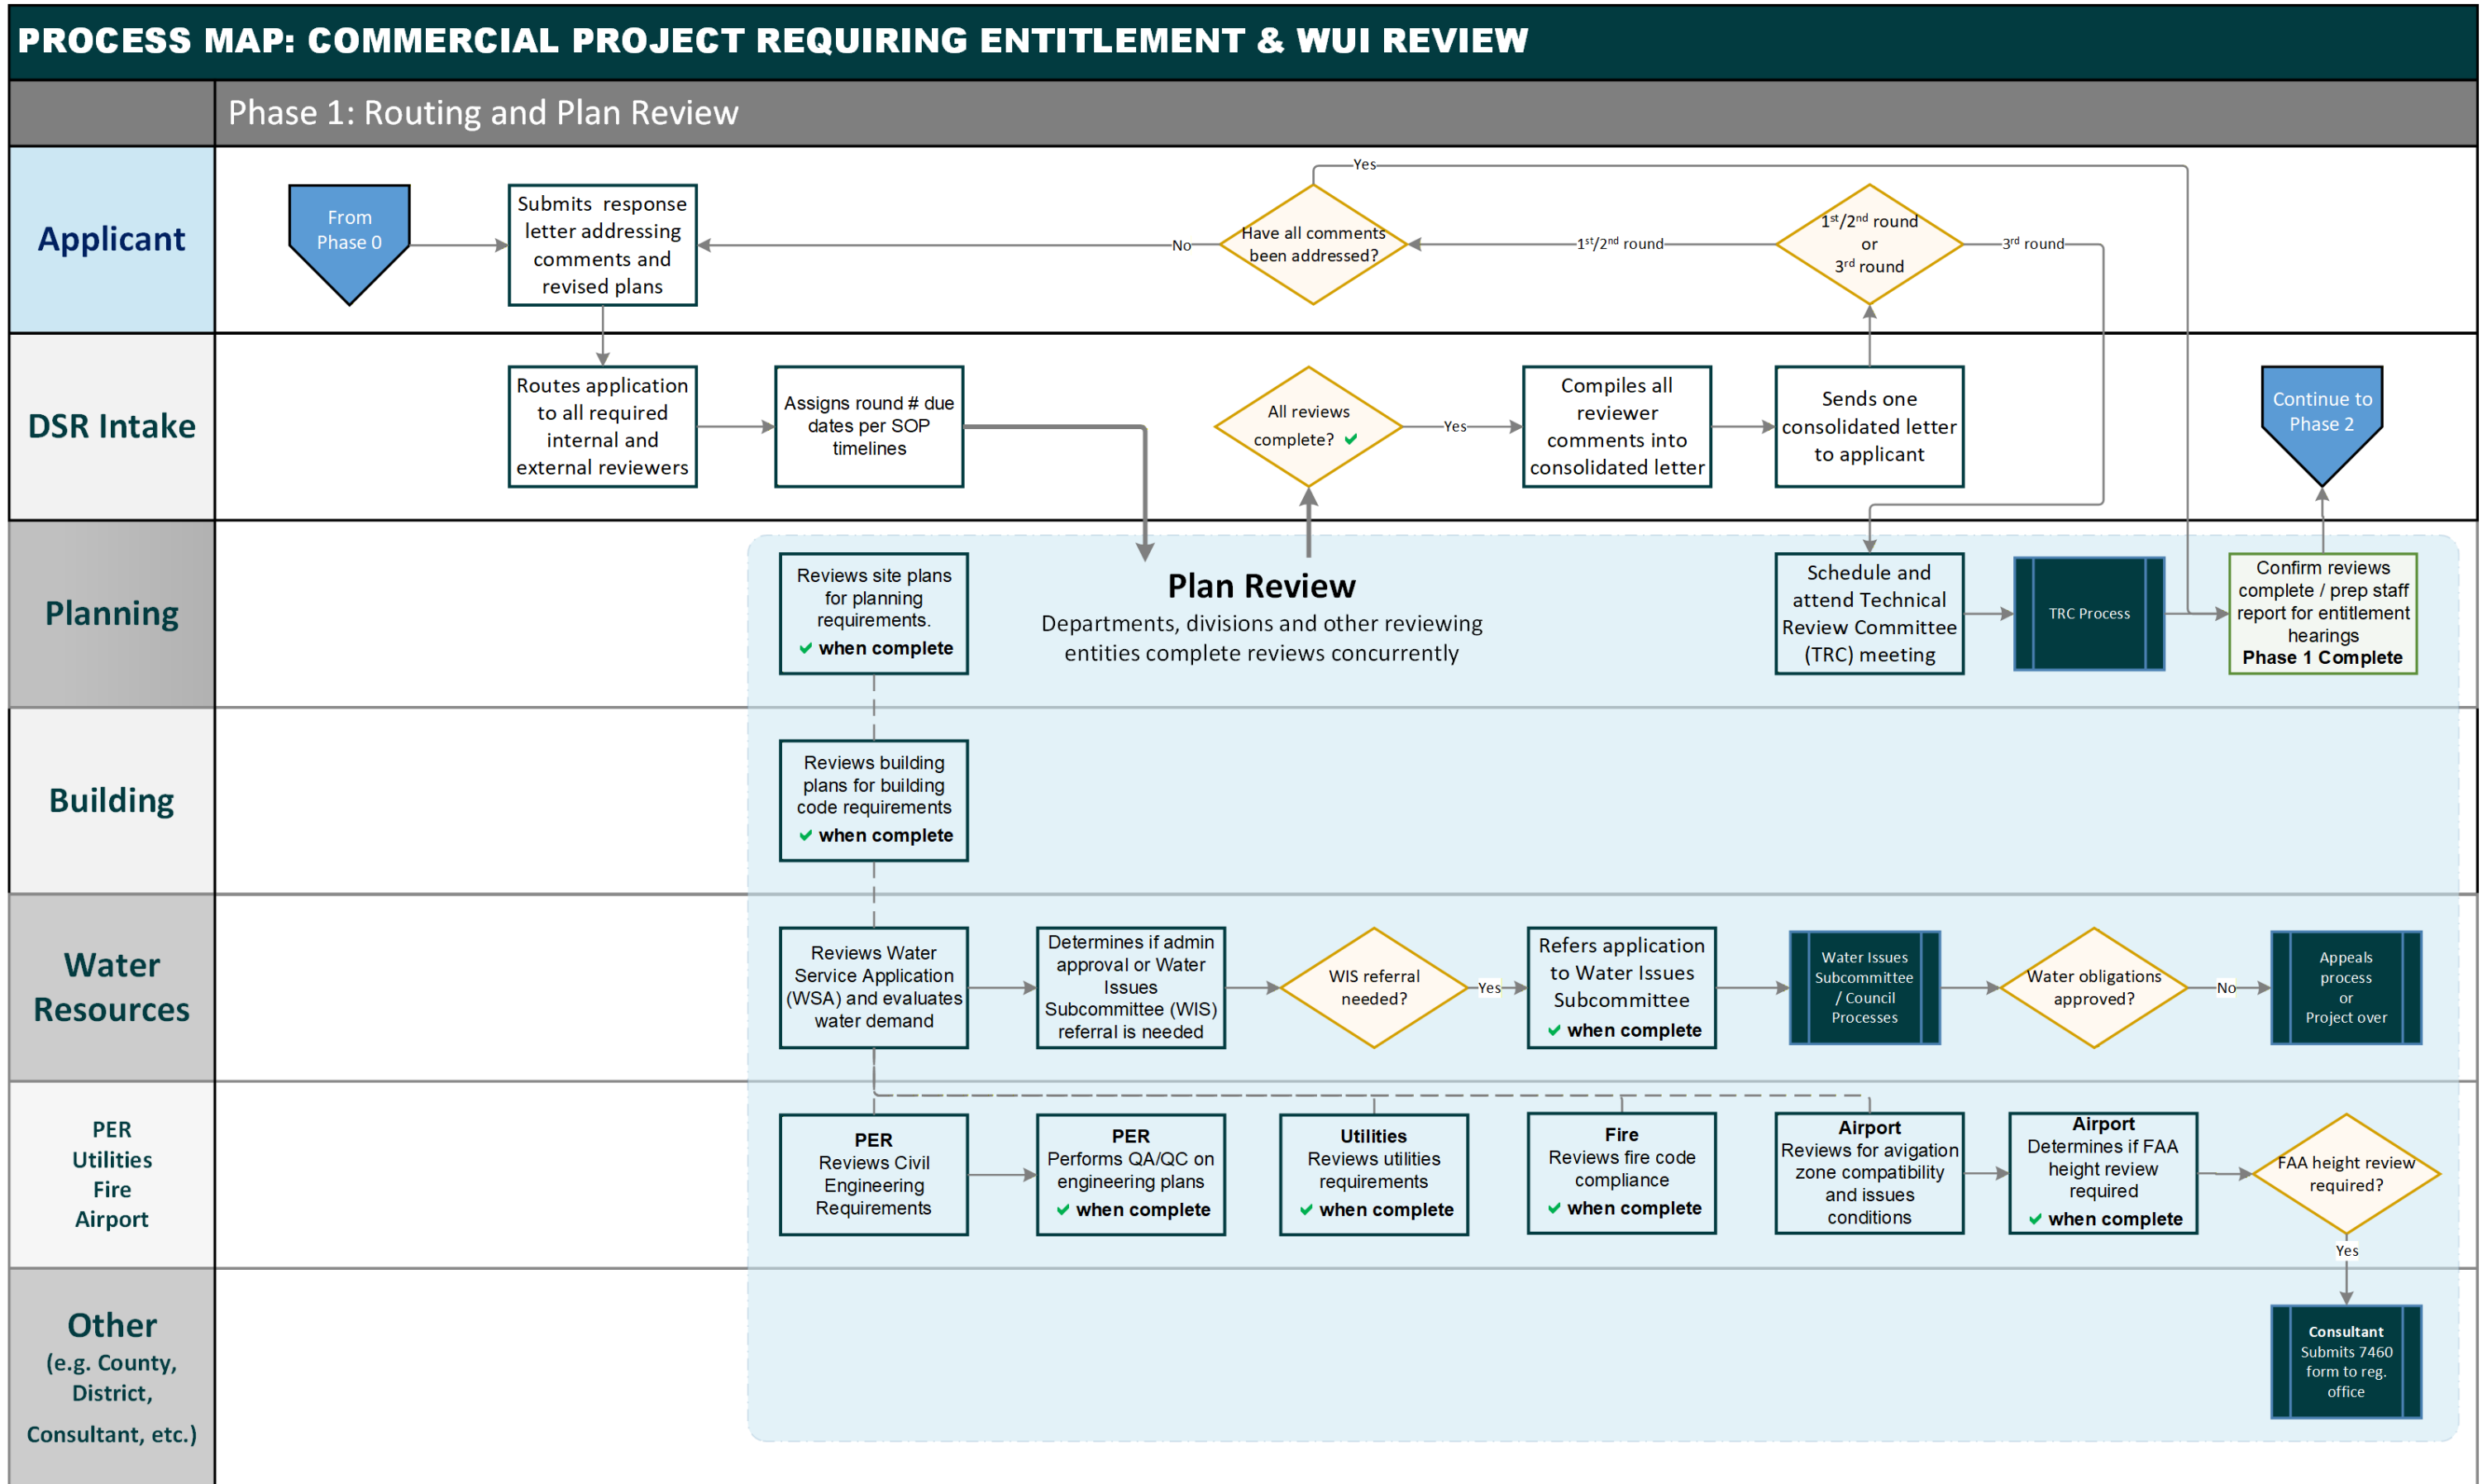 PROCESS MAP: COMMERCIAL PROJECT REQUIRING ENTITLEMENT & WUI REVIEW
Phase 1: Routing and Plan Review
Applicant
From
Phase 0
Submits response
letter addressing
comments and
revised plans
No
Have all comments
been addressed?
Yes
1st/2nd round
1st/2nd round
or
3rd round
3rd round
DSR Intake
Routes application
to all required
internal and
external reviewers
Assigns round # due
dates per SOP
timelines
All reviews
complete? ✔
Yes
Compiles all
reviewer
comments into
consolidated letter
Sends one
consolidated letter
to applicant
Continue to
Phase 2
Planning
Reviews site plans
for planning
requirements.
✔ when complete
Plan Review
Departments, divisions and other reviewing
entities complete reviews concurrently
Schedule and
attend Technical
Review Committee
(TRC) meeting
TRC Process
Confirm reviews
complete / prep staff
report for entitlement
hearings
Phase 1 Complete
Building
Reviews building
plans for building
code requirements
✔ when complete
Water
Resources
Reviews Water
Service Application
(WSA) and evaluates
water demand
Determines if admin
approval or Water
Issues
Subcommittee (WIS)
referral is needed
WIS referral
needed?
Yes
Refers application
to Water Issues
Subcommittee
✔ when complete
Water Issues
Subcommittee
/ Council
Processes
Water obligations
approved?
No
Appeals
process
or
Project over
PER
Utilities
Fire
Airport
PER
Reviews Civil
Engineering
Requirements
PER
Performs QA/QC on
engineering plans
✔ when complete
Utilities
Reviews utilities
requirements
✔ when complete
Fire
Reviews fire code
compliance
✔ when complete
Airport
Reviews for avigation
zone compatibility
and issues
conditions
Airport
Determines if FAA
height review
required
✔ when complete
FAA height review
required?
Yes
Other
(e.g. County,
District,
Consultant, etc.)
Consultant
Submits 7460
form to reg.
office